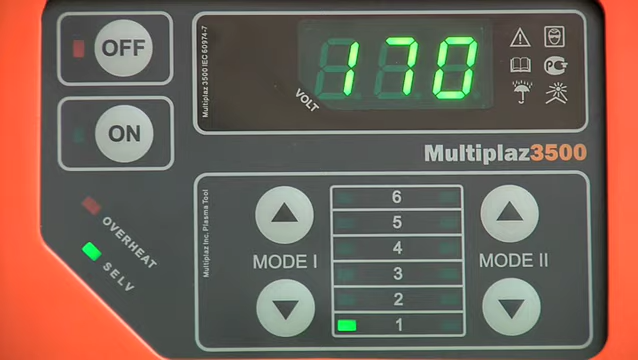 OFF
ON
Multiplaz 3500 IEC 60974-7
170
VOLT
Multiplaz3500
OVERHEAT
SELV
Multiplaz Inc. Plasma Tool
MODE I
6
5
4
3
2
1
MODE II